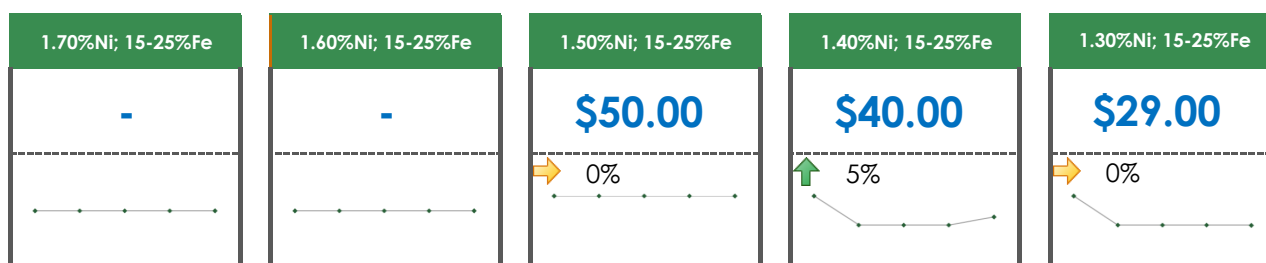 1.70%Ni; 15-25%Fe
1.60%Ni; 15-25%Fe
1.50%Ni; 15-25%Fe
1.40%Ni; 15-25%Fe
1.30%Ni; 15-25%Fe
-
-
$50.00
$40.00
$29.00
0%
5%
0%